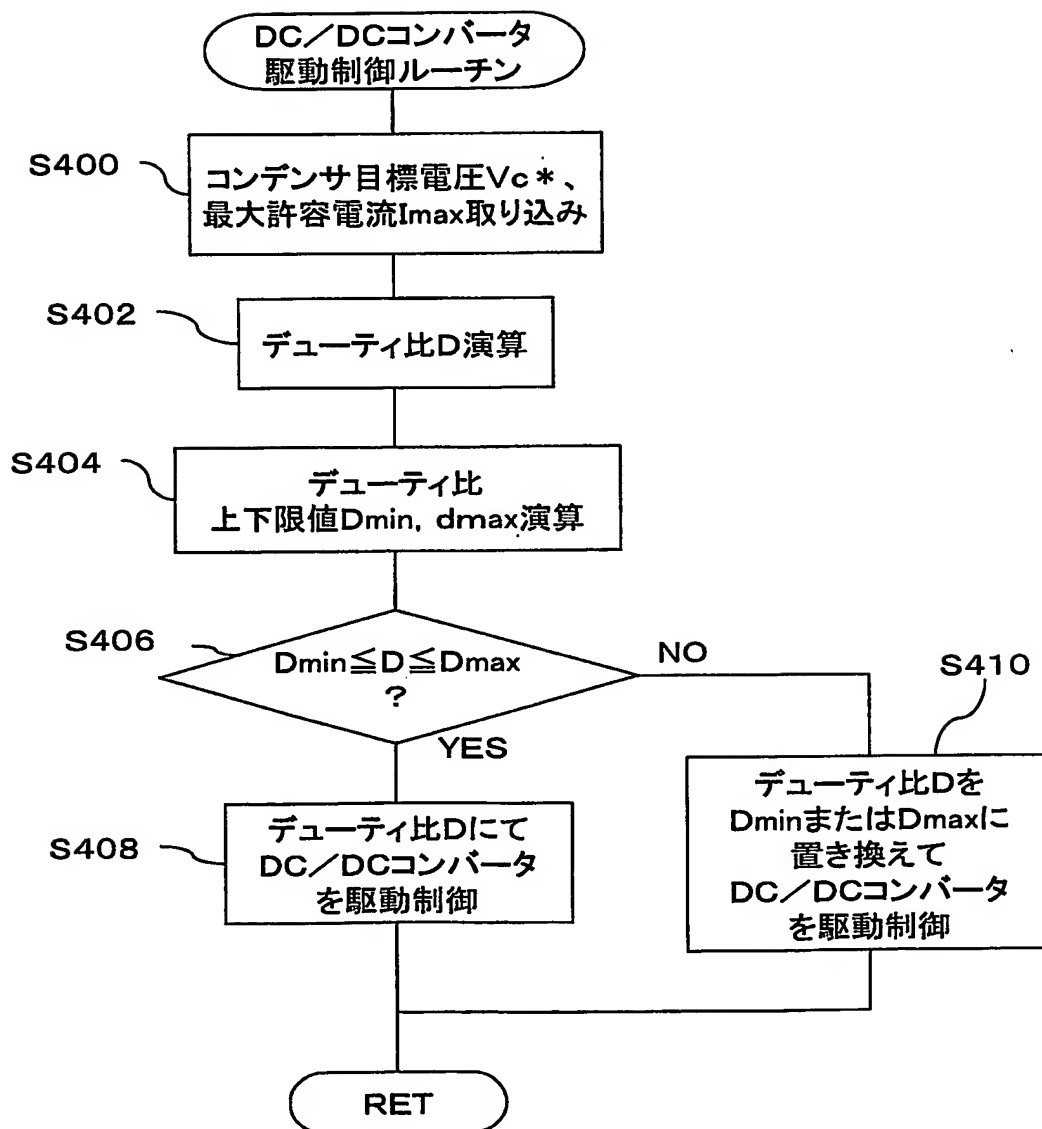 DC／DCコンバータ
駆動制御ルーチン
S400
コンデンサ目標電圧Vc＊、
最大許容電流Imax取り込み
S402
デューティ比D演算
S404
デューティ比
上下限値Dmin, dmax演算
S406
Dmin≦D≦Dmax
?
NO
YES
S410
デューティ比Dを
DminまたはDmaxに
置き換えて
DC／DCコンバータ
を駆動制御
S408
デューティ比Dにて
DC／DCコンバータ
を駆動制御
RET